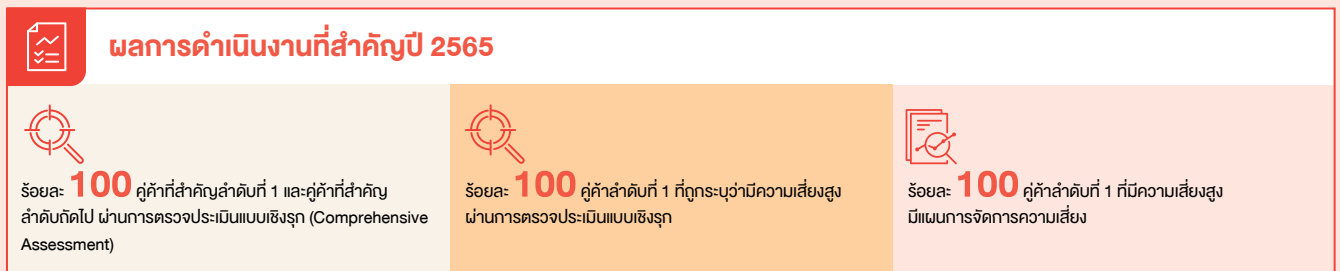 ผลการดำเนินงานที่สำคัญปี 2565
ร้อยละ 100 คู่ค้าที่สำคัญลำดับที่ 1 และคู่ค้าที่สำคัญ
ลำดับถัดไป ผ่านการตรวจประเมินแบบเชิงรุก (Comprehensive
Assessment)
ร้อยละ 100 คู่ค้าลำดับที่ 1 ที่ถูกระบุว่ามีความเสี่ยงสูง
ผ่านการตรวจประเมินแบบเชิงรุก
ร้อยละ 100 คู่ค้าลำดับที่ 1 ที่มีความเสี่ยงสูง
มีแผนการจัดการความเสี่ยง